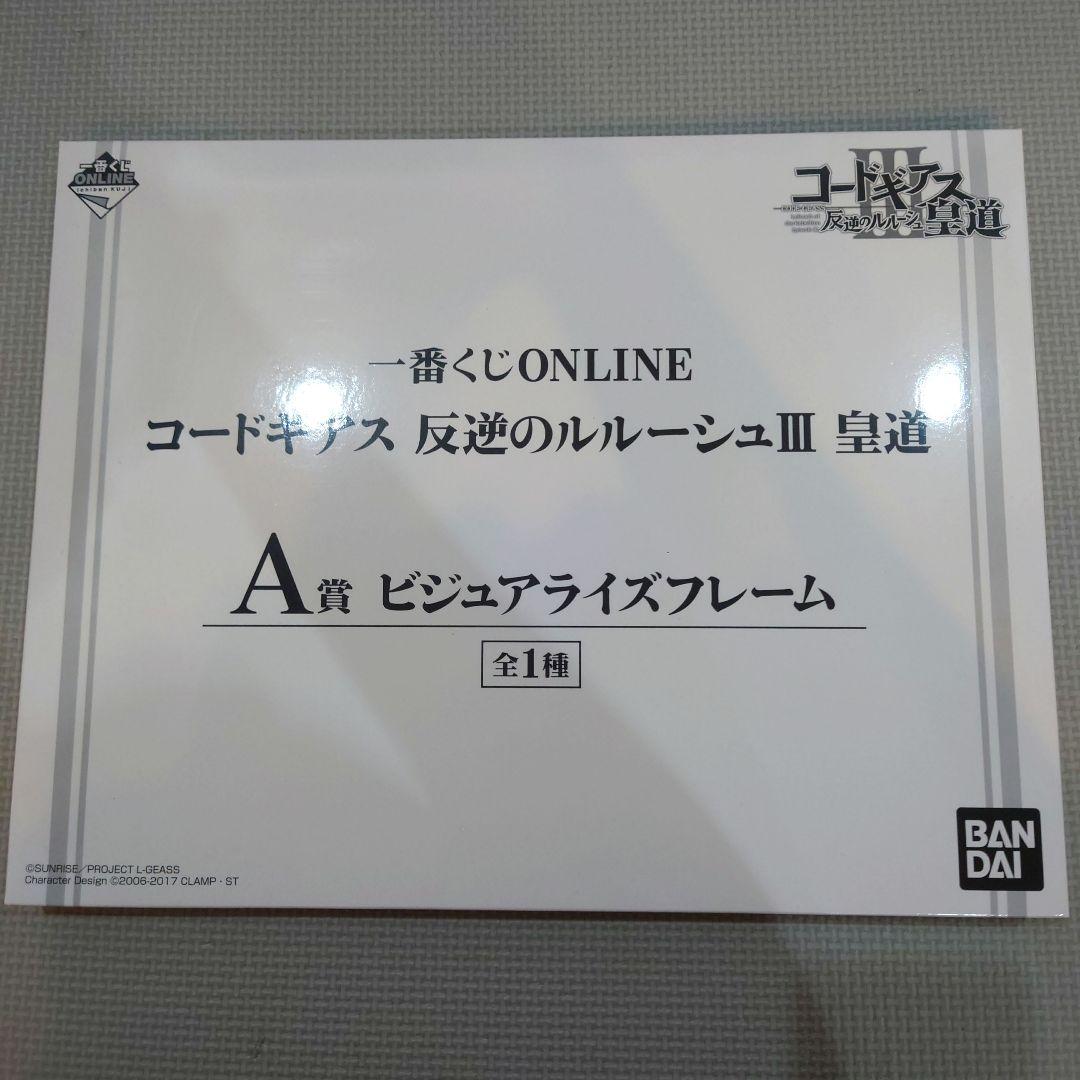 一番くじ
ONLINE
Ichiban KUJI
コードギアス
反逆のルルーシュ 皇道
III
一番くじONLINE
コードギアス 反逆のルルーシュIII 皇道
A賞 ビジュアライズフレーム
全1種
©SUNRISE/PROJECT L-GEASS
Character Design ©2006-2017 CLAMP・ST
BAN
DAI